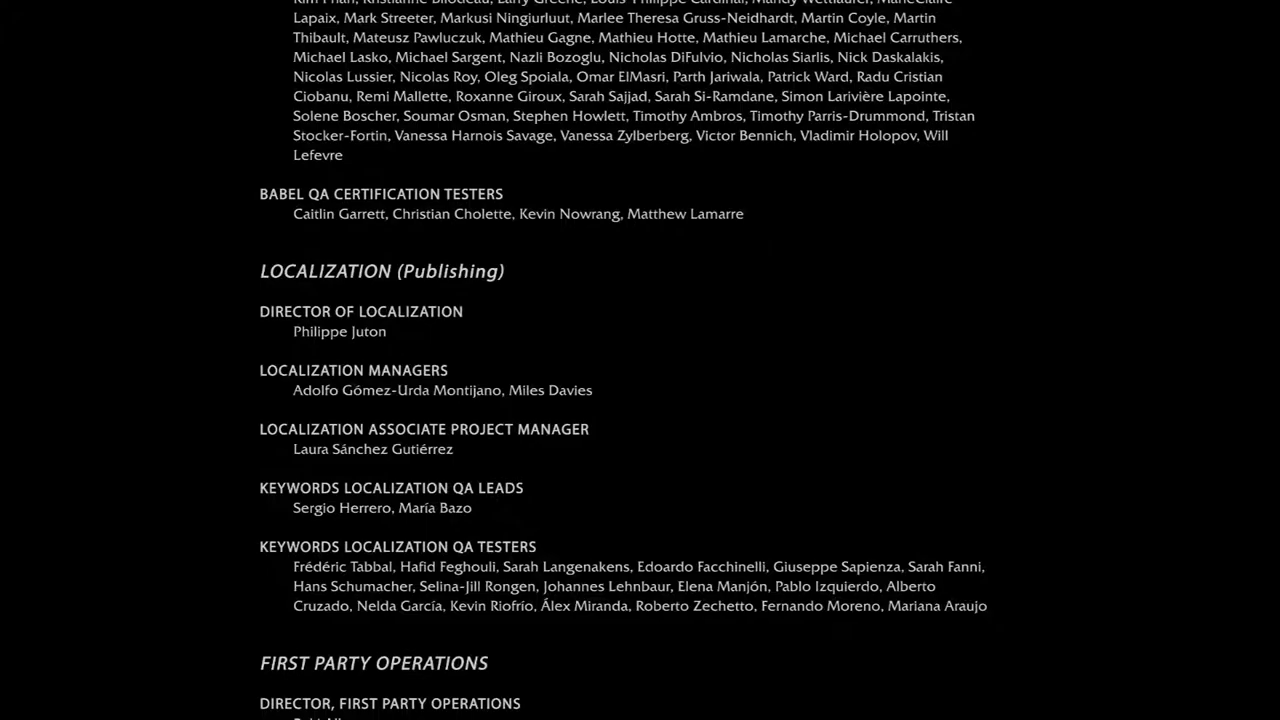 Lapaix, Mark Streeter, Markusi Ningiurluut, Marlee Theresa Gruss-Neidhardt, Martin Coyle, Martin
Thibault, Mateusz Pawluczuk, Mathieu Gagne, Mathieu Hotte, Mathieu Lamarche, Michael Carruthers,
Michael Lasko, Michael Sargent, Nazli Bozoglu, Nicholas DiFulvio, Nicholas Siarlis, Nick Daskalakis,
Nicolas Lussier, Nicolas Roy, Oleg Spoiala, Omar ElMasri, Parth Jariwala, Patrick Ward, Radu Cristian
Ciobanu, Remi Mallette, Roxanne Giroux, Sarah Sajjad, Sarah Si-Ramdane, Simon Larivière Lapointe,
Solene Boscher, Soumar Osman, Stephen Howlett, Timothy Ambros, Timothy Parris-Drummond, Tristan
Stocker-Fortin, Vanessa Harnois Savage, Vanessa Zylberberg, Victor Bennich, Vladimir Holopov, Will
Lefevre
BABEL QA CERTIFICATION TESTERS
Caitlin Garrett, Christian Cholette, Kevin Nowrang, Matthew Lamarre
LOCALIZATION (Publishing)
DIRECTOR OF LOCALIZATION
Philippe Juton
LOCALIZATION MANAGERS
Adolfo Gómez-Urda Montijano, Miles Davies
LOCALIZATION ASSOCIATE PROJECT MANAGER
Laura Sánchez Gutiérrez
KEYWORDS LOCALIZATION QA LEADS
Sergio Herrero, María Bazo
KEYWORDS LOCALIZATION QA TESTERS
Frédéric Tabbal, Hafid Feghouli, Sarah Langenakens, Edoardo Facchinelli, Giuseppe Sapienza, Sarah Fanni,
Hans Schumacher, Selina-Jill Rongen, Johannes Lehnbaur, Elena Manjón, Pablo Izquierdo, Alberto
Cruzado, Nelda García, Kevin Riofrío, Álex Miranda, Roberto Zechetto, Fernando Moreno, Mariana Araujo
FIRST PARTY OPERATIONS
DIRECTOR, FIRST PARTY OPERATIONS